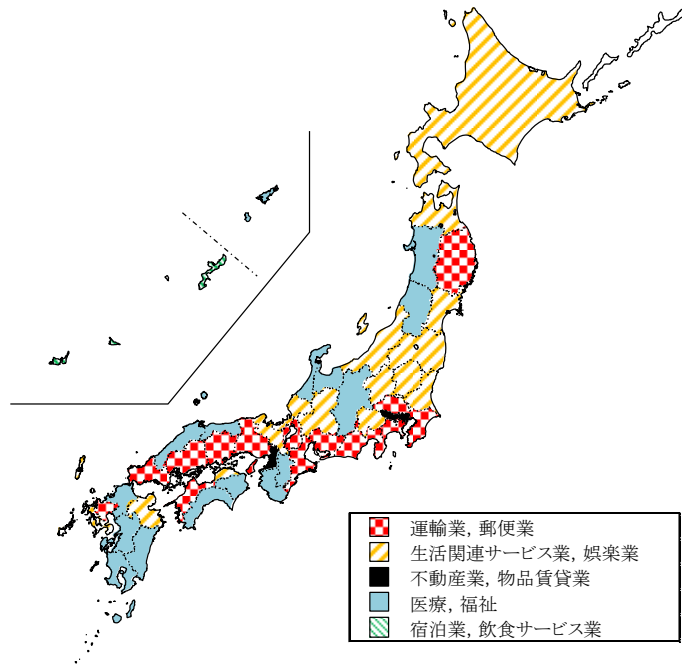 運輸業, 郵便業
生活関連サービス業, 娯楽業
不動産業, 物品賃貸業
医療, 福祉
宿泊業, 飲食サービス業